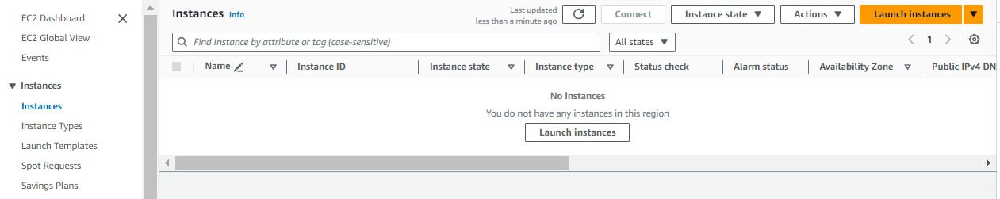 EC2 Dashboard
EC2 Global View
Events
Instances
Instances
Instance Types
Launch Templates
Spot Requests
Savings Plans
Instances Info
Last updated
less than a minute ago
Connect
Instance state
Actions
Launch instances
Find Instance by attribute or tag (case-sensitive)
All states
1
Name Instance ID Instance state Instance type Status check Alarm status Availability Zone Public IPv4 DN
No instances
You do not have any instances in this region
Launch instances